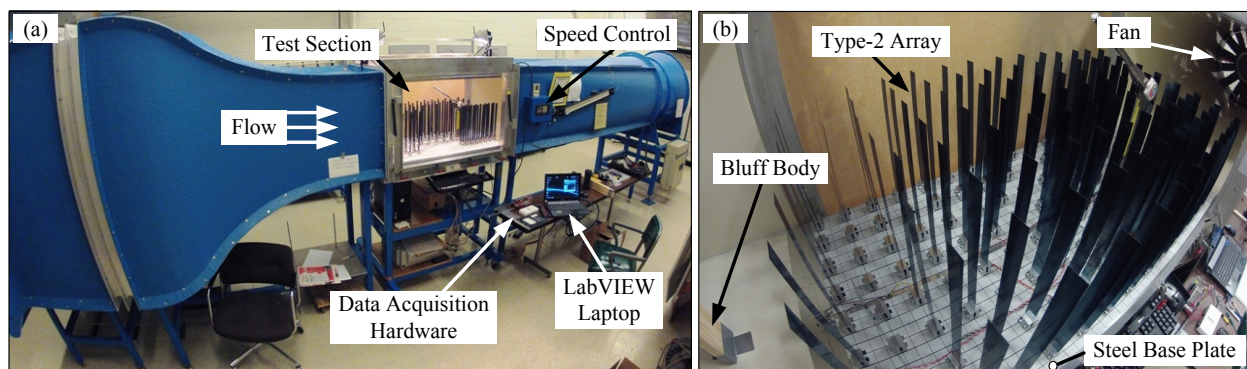 (a)
Test Section
Speed Control
Flow
Data Acquisition
Hardware
LabVIEW
Laptop
(b)
Type-2 Array
Fan
Bluff Body
Steel Base Plate